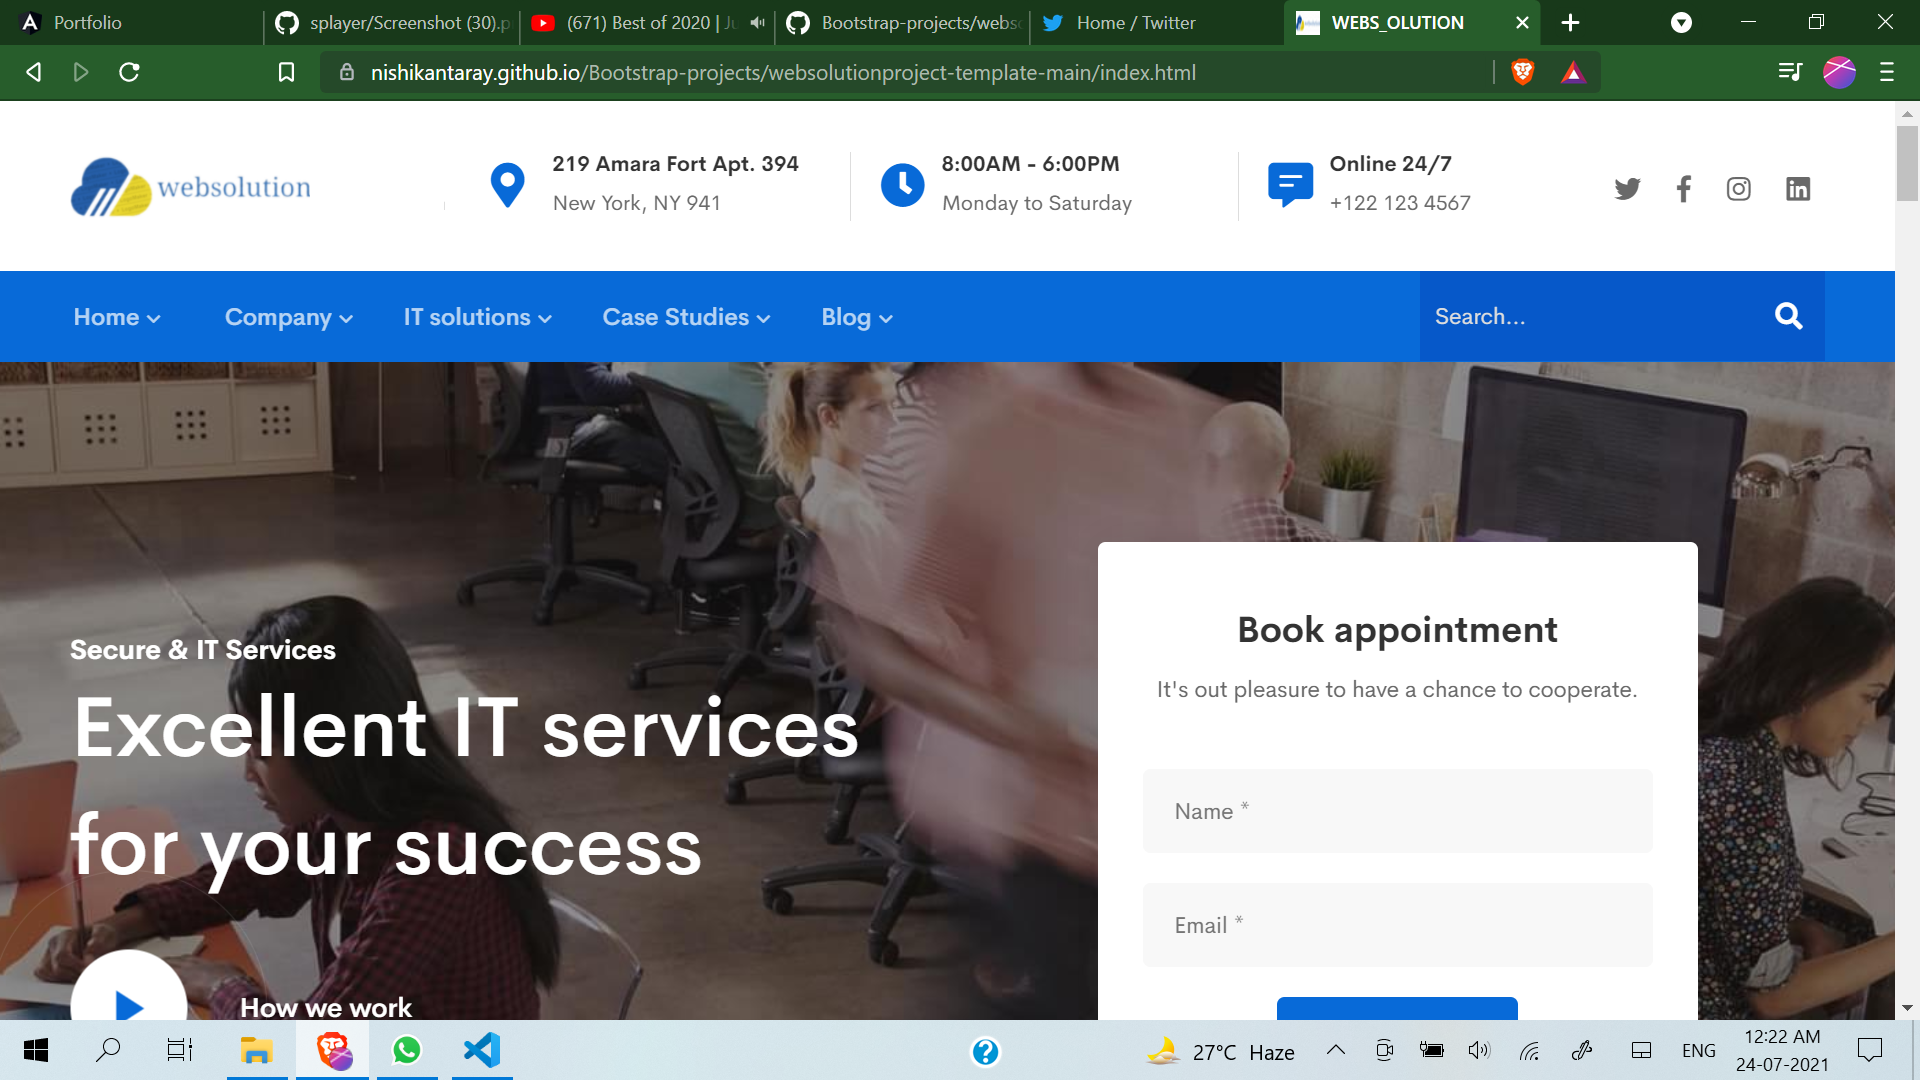 Portfolio
splayer/Screenshot (30).p
(671) Best of 2020 | Ju
Bootstrap-projects/webso
Home / Twitter
WEBS_OLUTION
nishikantaray.github.io/Bootstrap-projects/websolutionproject-template-main/index.html
websolution
219 Amara Fort Apt. 394
New York, NY 941
8:00AM - 6:00PM
Monday to Saturday
Online 24/7
+122 123 4567
Home
Company
IT solutions
Case Studies
Blog
Search...
Secure & IT Services
Excellent IT services
for your success
How we work
Book appointment
It's out pleasure to have a chance to cooperate.
Name *
Email *
27°C Haze
ENG
12:22 AM
24-07-2021